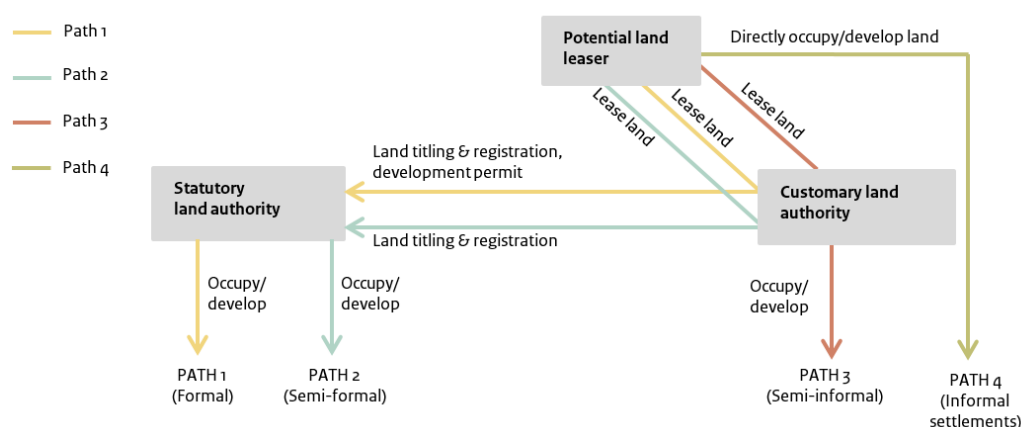 Path 1
Path 2
Path 3
Path 4
Potential land
leaser
Directly occupy/develop land
Lease land
Lease land
Lease land
Land titling & registration,
development permit
Statutory
land authority
Customary land
authority
Land titling & registration
Occupy/
develop
Occupy/
develop
Occupy/
develop
PATH 1
(Formal)
PATH 2
(Semi-formal)
PATH 3
(Semi-informal)
PATH 4
(Informal
settlements)